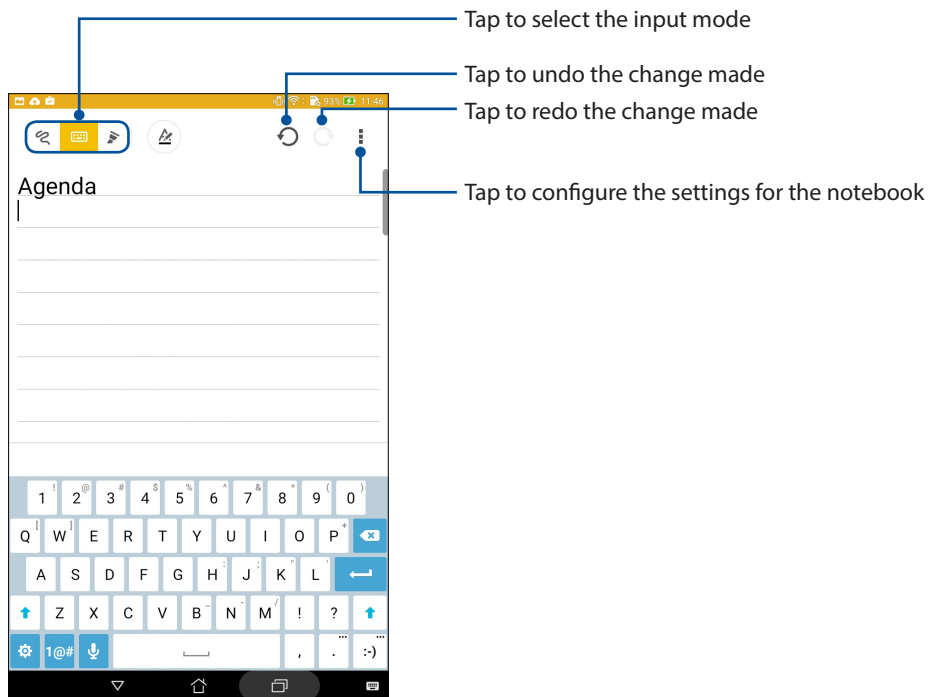 Tap to select the input mode
Tap to undo the change made
Tap to redo the change made
Tap to configure the settings for the notebook
93% 11:46
Agenda
1 ! 2 @ 3 # 4 $ 5 % 6 ^ 7 & 8 * 9 ( 0 )
Q [ W ] E R T Y U I O P +
A S D F G H : J ; K " L '
Z X C V B _ N - M / ! ?
1@# , . ... :-) ...